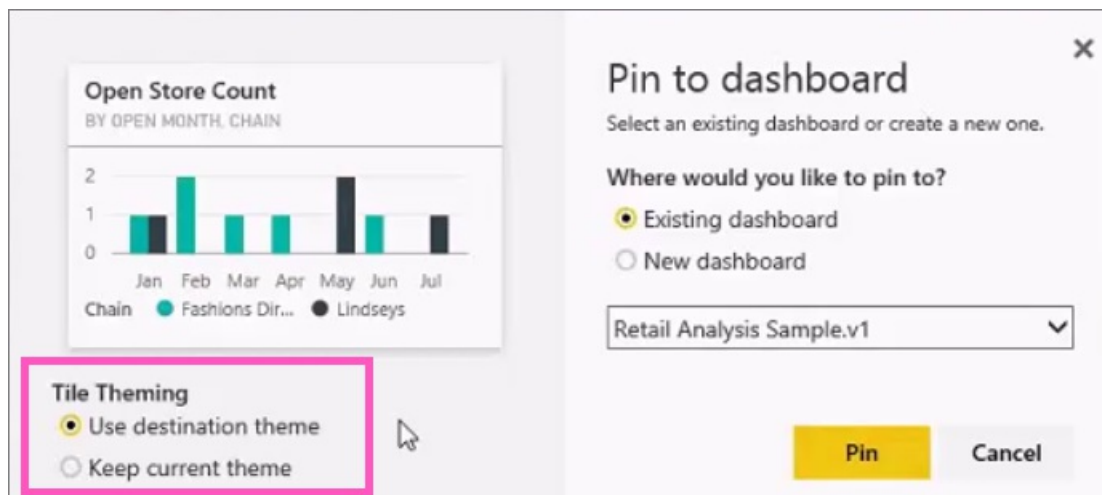 Open Store Count
BY OPEN MONTH, CHAIN
2
1
0
Jan Feb Mar Apr May Jun Jul
Chain Fashions Dir... Lindseys
Tile Theming
Use destination theme
Keep current theme
Pin to dashboard
Select an existing dashboard or create a new one.
Where would you like to pin to?
Existing dashboard
New dashboard
Retail Analysis Sample.v1
Pin Cancel